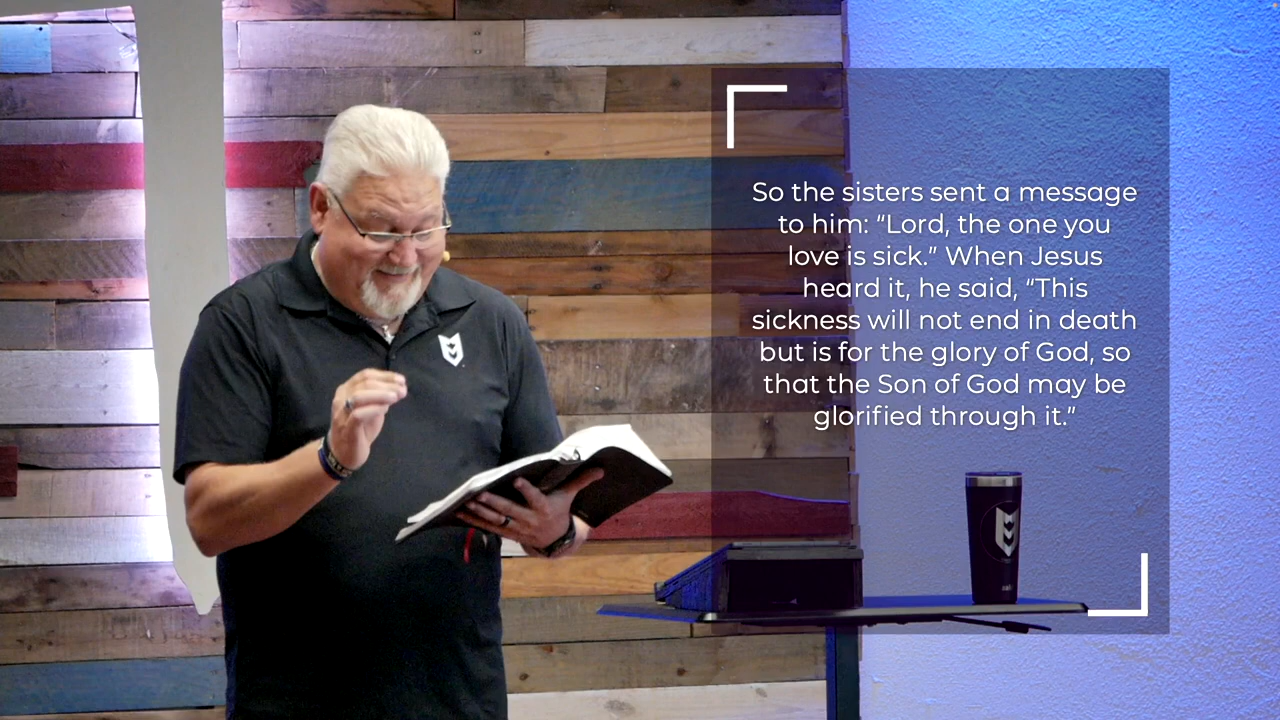 So the sisters sent a message
to him: “Lord, the one you
love is sick.” When Jesus
heard it, he said, “This
sickness will not end in death
but is for the glory of God, so
that the Son of God may be
glorified through it.”